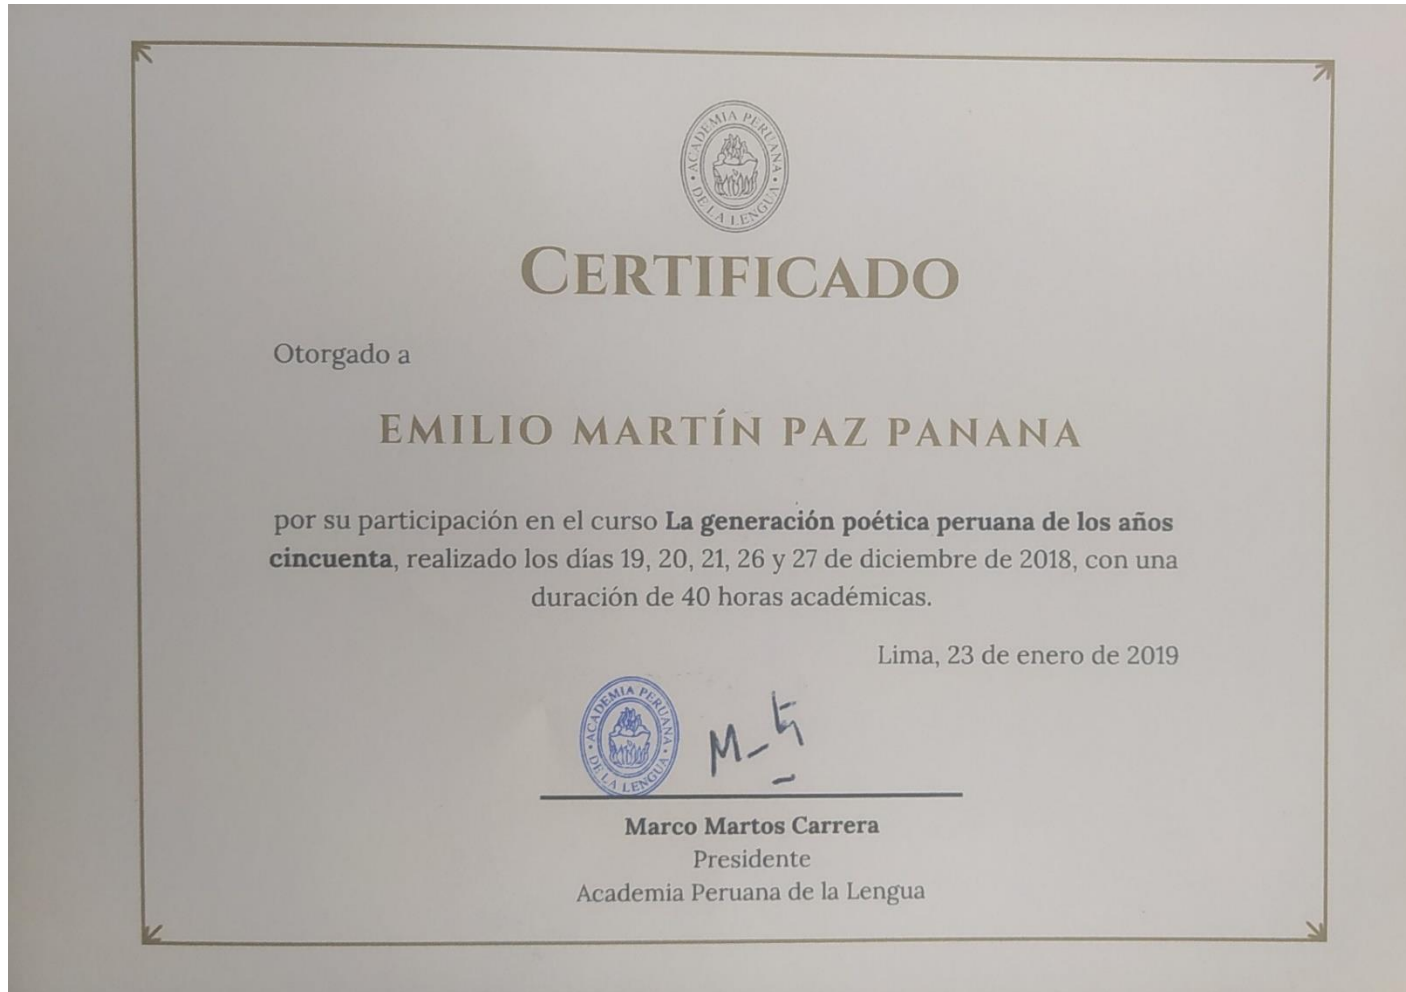 ACADEMIA PERUANA DE LA LENGUA
CERTIFICADO
Otorgado a
EMILIO MARTÍN PAZ PANANA
por su participación en el curso La generación poética peruana de los años
cincuenta, realizado los días 19, 20, 21, 26 y 27 de diciembre de 2018, con una
duración de 40 horas académicas.
Lima, 23 de enero de 2019
ACADEMIA PERUANA DE LA LENGUA
Marco Martos Carrera
Presidente
Academia Peruana de la Lengua